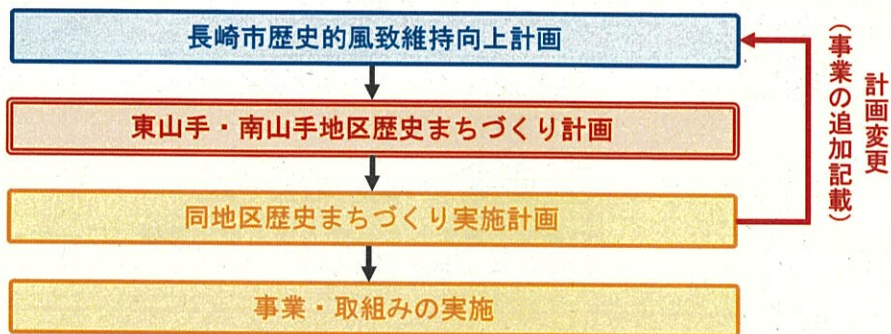 長崎市歴史的風致維持向上計画
東山手・南山手地区歴史まちづくり計画
同地区歴史まちづくり実施計画
事業・取組みの実施
計画変更
（事業の追加記載）